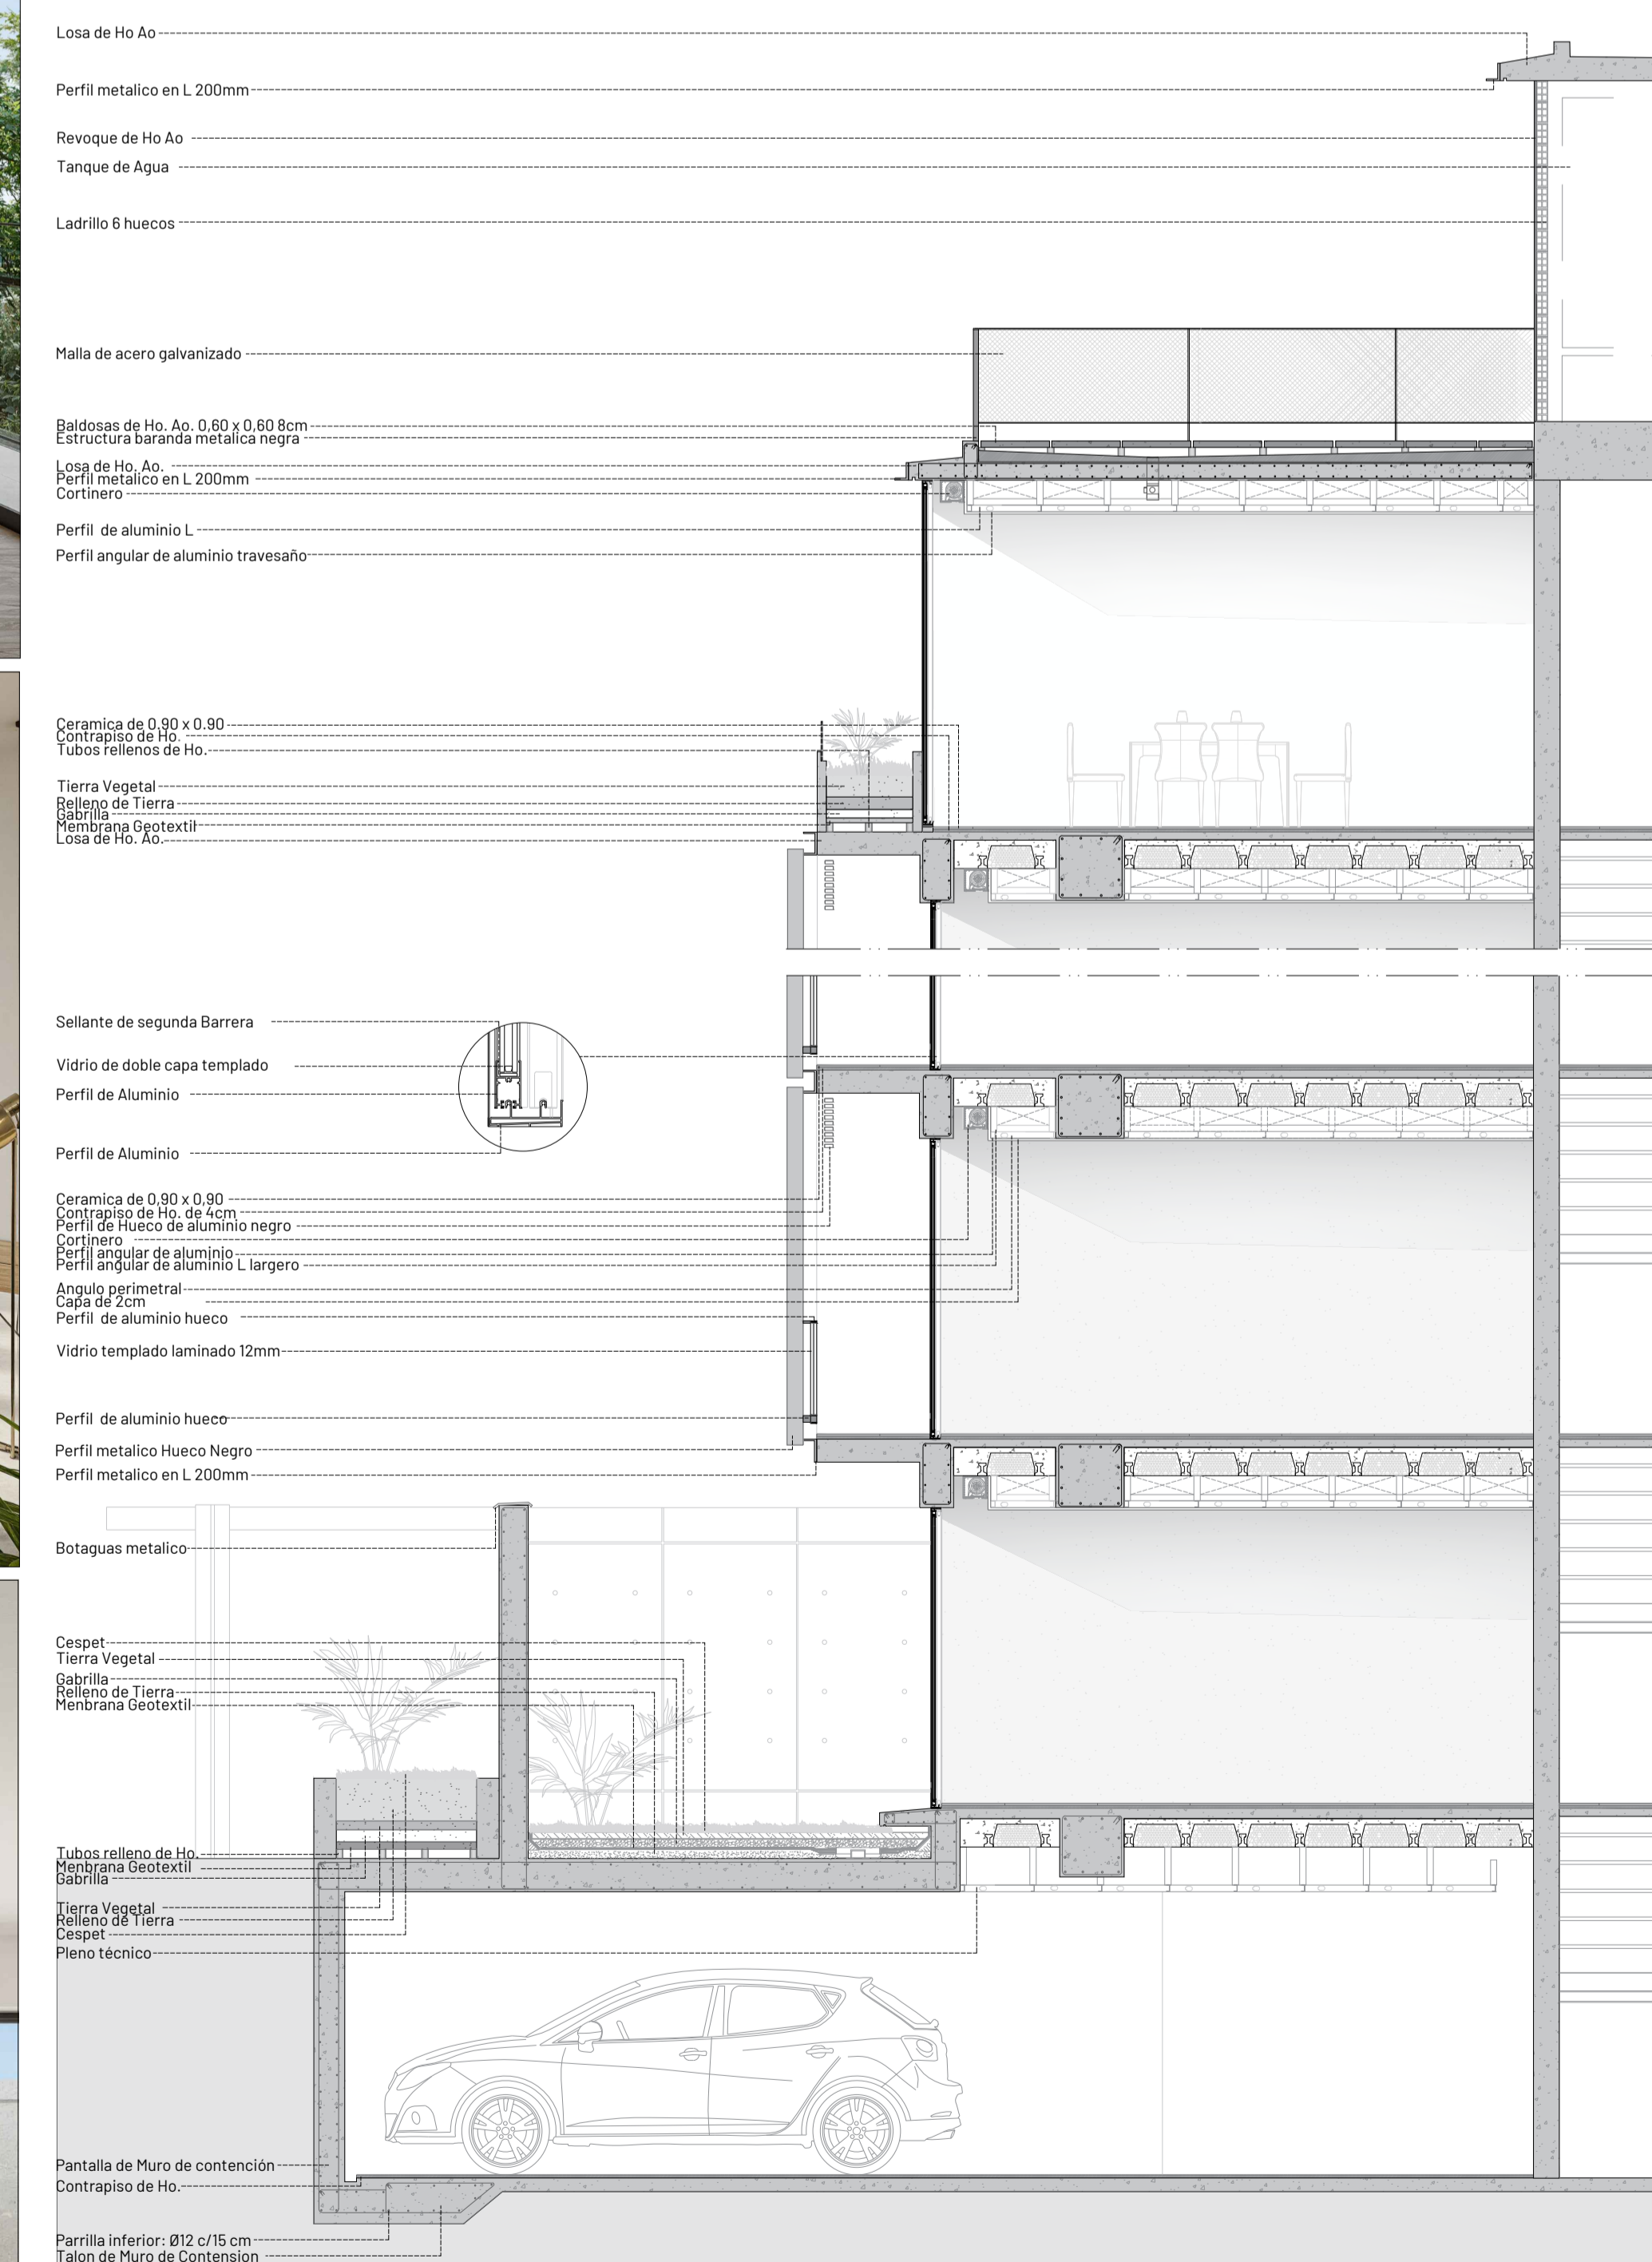 Losa de Ho Ao
Perfil metalico en L 200mm
Revoque de Ho Ao
Tanque de Agua
Ladrillo 6 huecos
Malla de acero galvanizado
Baldosas de Ho. Ao. 0,60 x 0,60 8cm
Estructura baranda metalica negra
Losa de Ho. Ao.
Perfil metalico en L 200mm
Cortinero
Perfil de aluminio L
Perfil angular de aluminio travesaño
Ceramica de 0.90 x 0.90
Contrapiso de Ho.
Tubos rellenos de Ho.
Tierra Vegetal
Relleno de Tierra
Gabrilla
Membrana Geotextil
Losa de Ho. Ao.
Sellante de segunda Barrera
Vidrio de doble capa templado
Perfil de Aluminio
Perfil de Aluminio
Ceramica de 0,90 x 0,90
Contrapiso de Ho. de 4cm
Perfil de Hueco de aluminio negro
Cortinero
Perfil angular de aluminio
Perfil angular de aluminio L largero
Angulo perimetral
Capa de 2cm
Perfil de aluminio hueco
Vidrio templado laminado 12mm
Perfil de aluminio hueco
Perfil metalico Hueco Negro
Perfil metalico en L 200mm
Botaguas metalico
Cespet
Tierra Vegetal
Gabrilla
Relleno de Tierra
Menbrana Geotextil
Tubos relleno de Ho.
Menbrana Geotextil
Gabrilla
Tierra Vegetal
Relleno de Tierra
Cespet
Pleno técnico
Pantalla de Muro de contención
Contrapiso de Ho.
Parrilla inferior: Ø12 c/15 cm
Talon de Muro de Contension